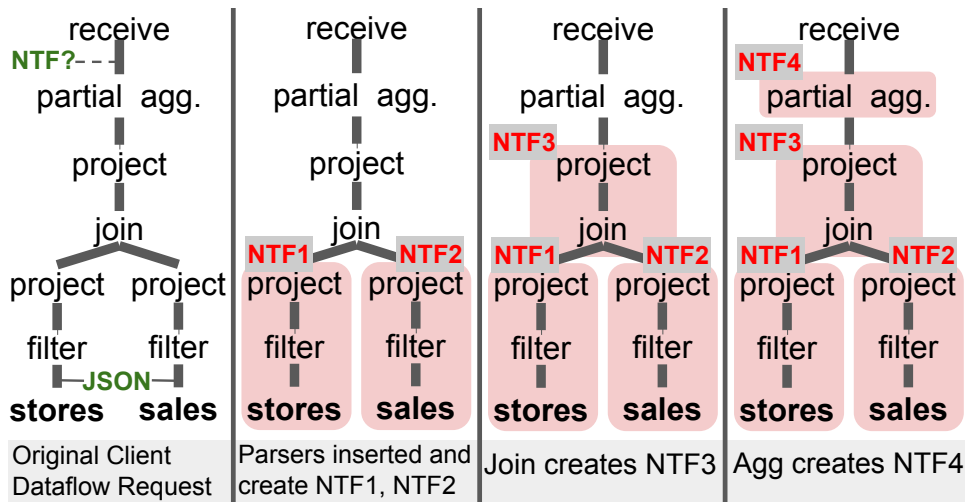 receive
NTF?
partial agg.
project
join
project project
filter filter
JSON
stores sales
Original Client
Dataflow Request
receive
partial agg.
project
join
NTF1 NTF2
project project
filter filter
stores sales
Parsers inserted and
create NTF1, NTF2
receive
partial agg.
NTF3
project
join
NTF1 NTF2
project project
filter filter
stores sales
Join creates NTF3
receive
NTF4
partial agg.
NTF3
project
join
NTF1 NTF2
project project
filter filter
stores sales
Agg creates NTF4